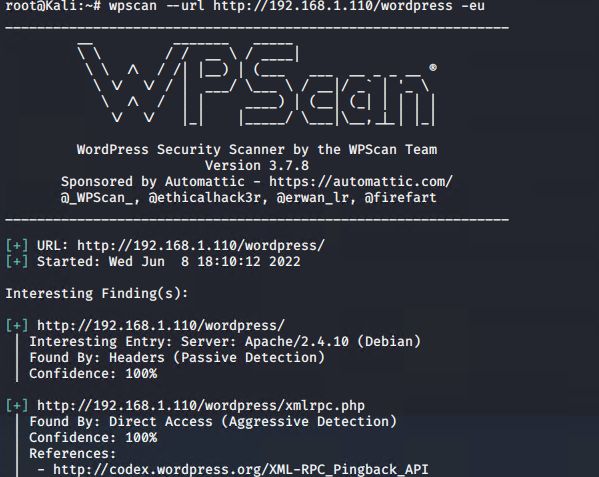 root@Kali:~# wpscan --url http://192.168.1.110/wordpress -eu
WPScan ®
WordPress Security Scanner by the WPScan Team
Version 3.7.8
Sponsored by Automattic - https://automattic.com/
@_WPScan_, @ethicalhack3r, @erwan_lr, @firefart
[+] URL: http://192.168.1.110/wordpress/
[+] Started: Wed Jun  8 18:10:12 2022
Interesting Finding(s):
[+] http://192.168.1.110/wordpress/
| Interesting Entry: Server: Apache/2.4.10 (Debian)
| Found By: Headers (Passive Detection)
| Confidence: 100%
[+] http://192.168.1.110/wordpress/xmlrpc.php
| Found By: Direct Access (Aggressive Detection)
| Confidence: 100%
| References:
|  - http://codex.wordpress.org/XML-RPC_Pingback_API